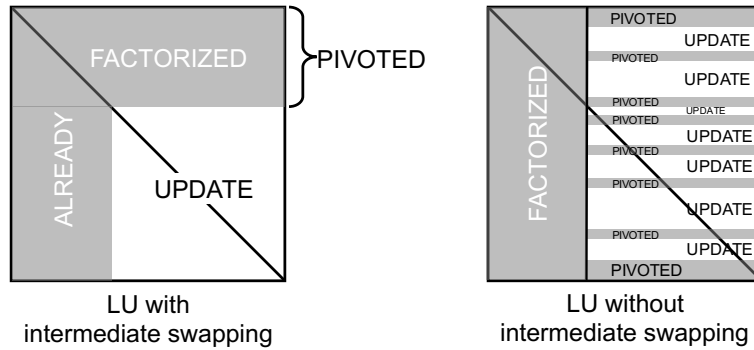 FACTORIZED
PIVOTED
ALREADY
UPDATE
LU with
intermediate swapping
PIVOTED
UPDATE
PIVOTED
UPDATE
PIVOTED
UPDATE
PIVOTED
UPDATE
PIVOTED
UPDATE
PIVOTED
UPDATE
PIVOTED
UPDATE
PIVOTED
FACTORIZED
LU without
intermediate swapping